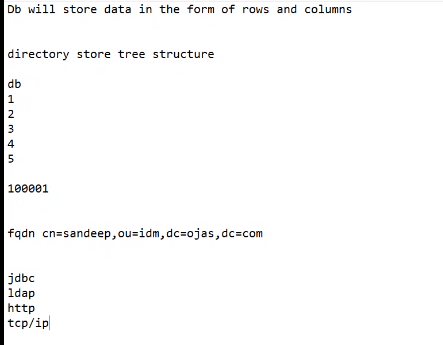 Db will store data in the form of rows and columns
directory store tree structure
db
1
2
3
4
5
100001
fqdn cn=sandeep,ou=idm,dc=ojas,dc=com
jdbc
ldap
http
tcp/ip